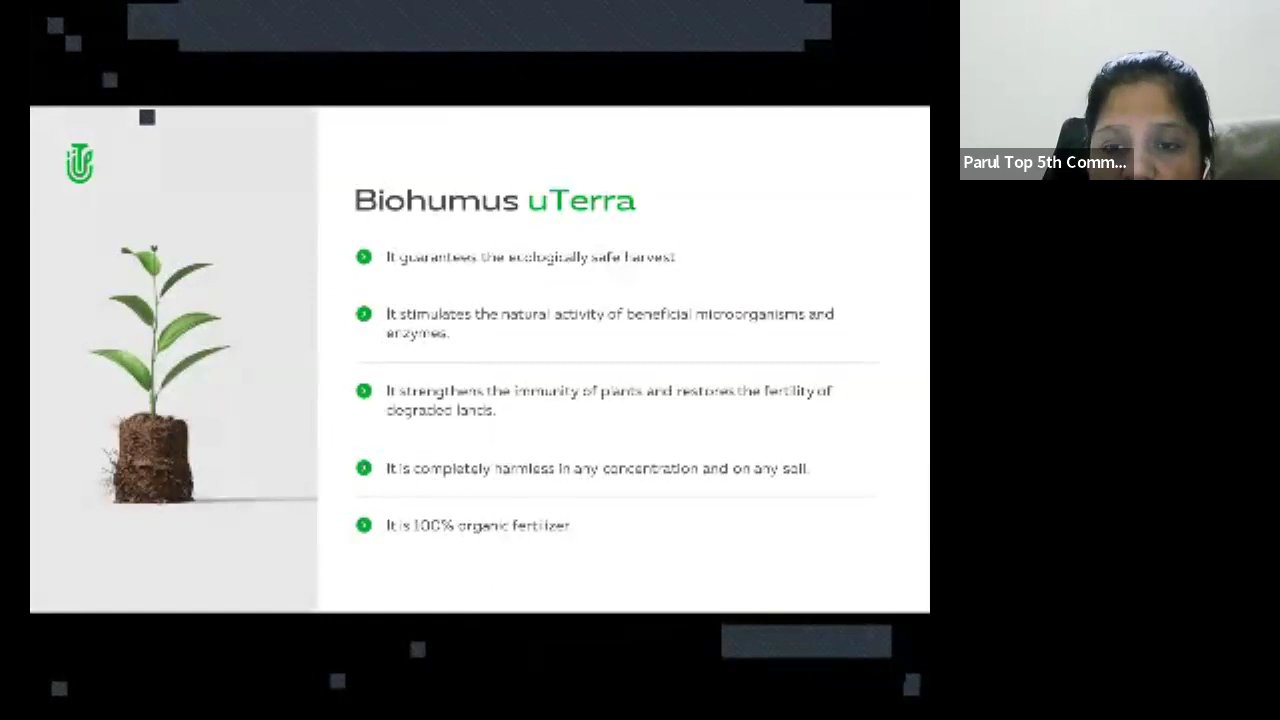 Biohumus uTerra
It guarantees the ecologically safe harvest
It stimulates the natural activity of beneficial microorganisms and
enzymes.
It strengthens the immunity of plants and restores the fertility of
degraded lands.
It is completely harmless in any concentration and on any soil.
It is 100% organic fertilizer
Parul Top 5th Comm...